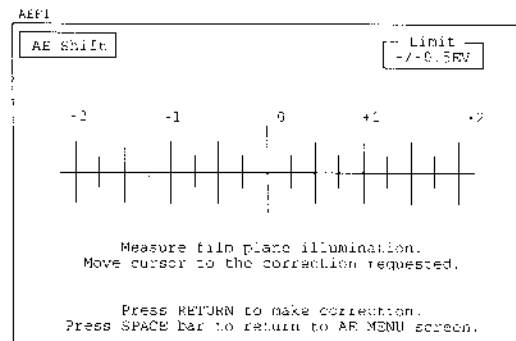 AEPI
AE Shift
Limit
-/-0.5EV
-2 -1 0 +1 +2
Measure film plane illumination.
Move cursor to the correction requested.
Press RETURN to make correction.
Press SPACE bar to return to AE MENU screen.